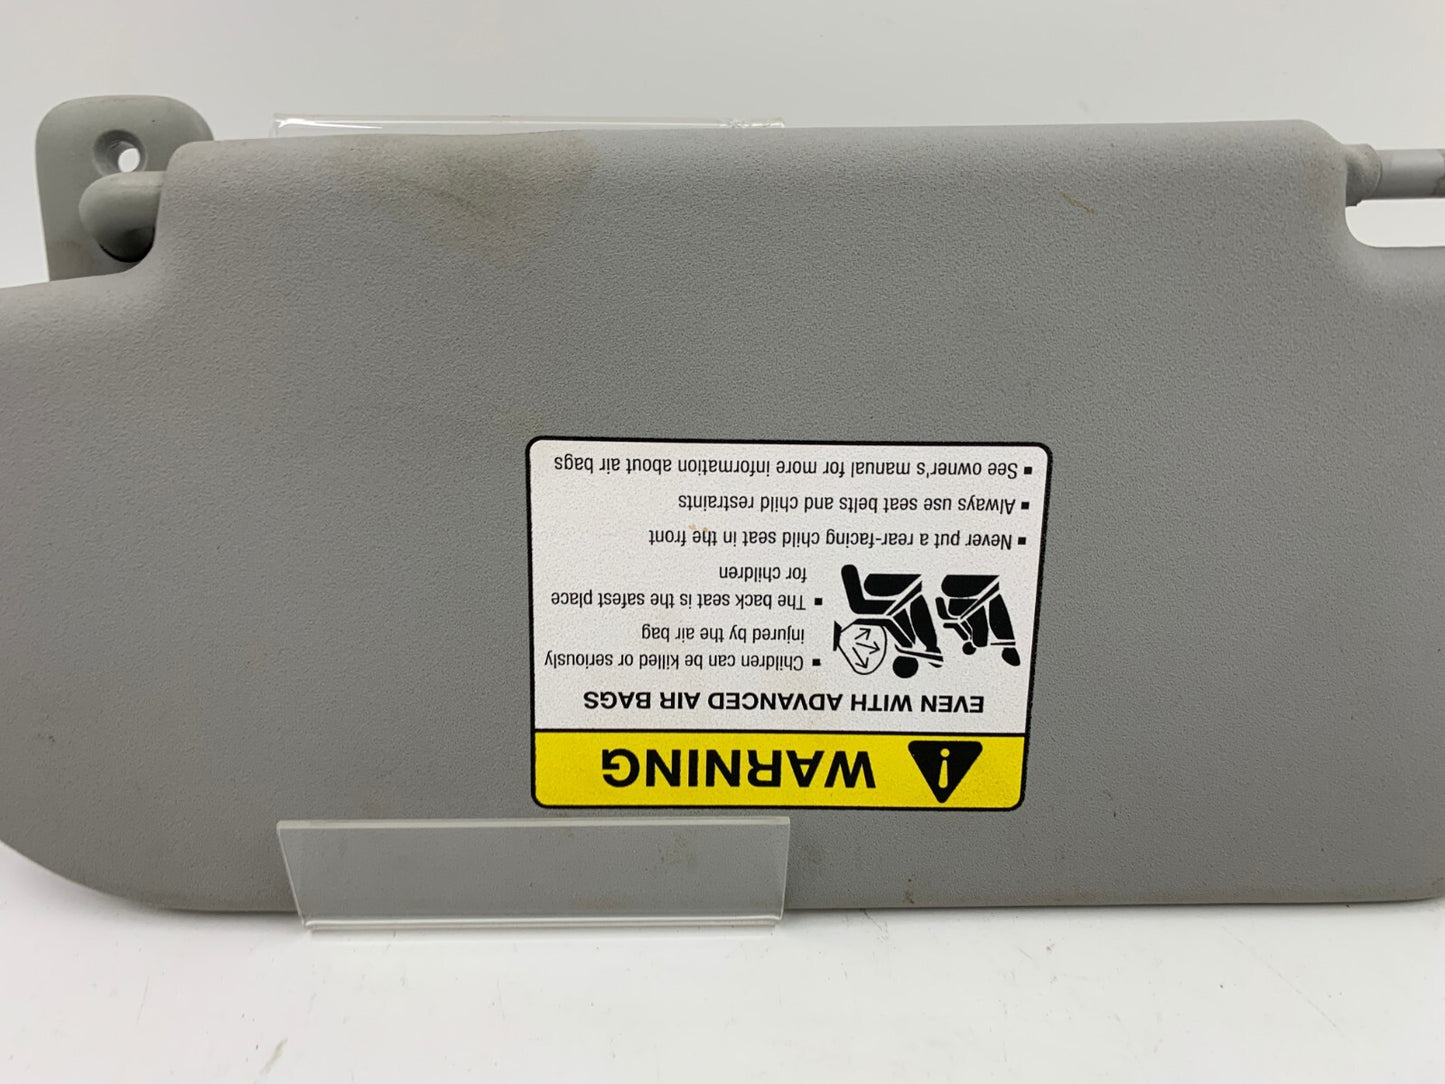 WARNING
EVEN WITH ADVANCED AIR BAGS
▪ Children can be killed or seriously
injured by the air bag
▪ The back seat is the safest place
for children
▪ Never put a rear-facing child seat in the front
▪ Always use seat belts and child restraints
▪ See owner's manual for more information about air bags